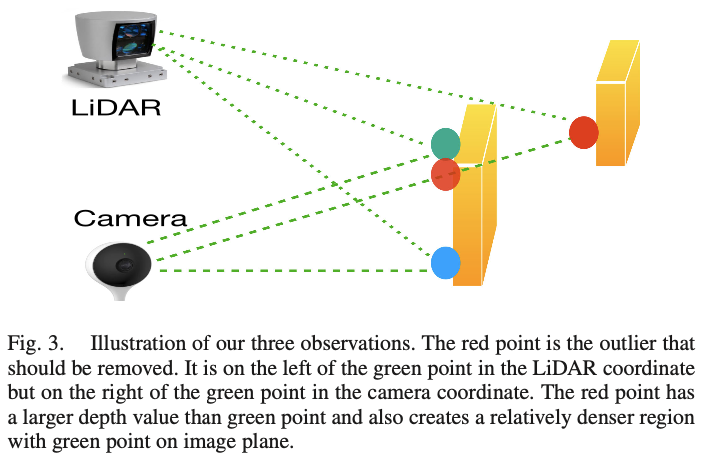 LiDAR
Camera
Fig. 3. Illustration of our three observations. The red point is the outlier that
should be removed. It is on the left of the green point in the LiDAR coordinate
but on the right of the green point in the camera coordinate. The red point has
a larger depth value than green point and also creates a relatively denser region
with green point on image plane.